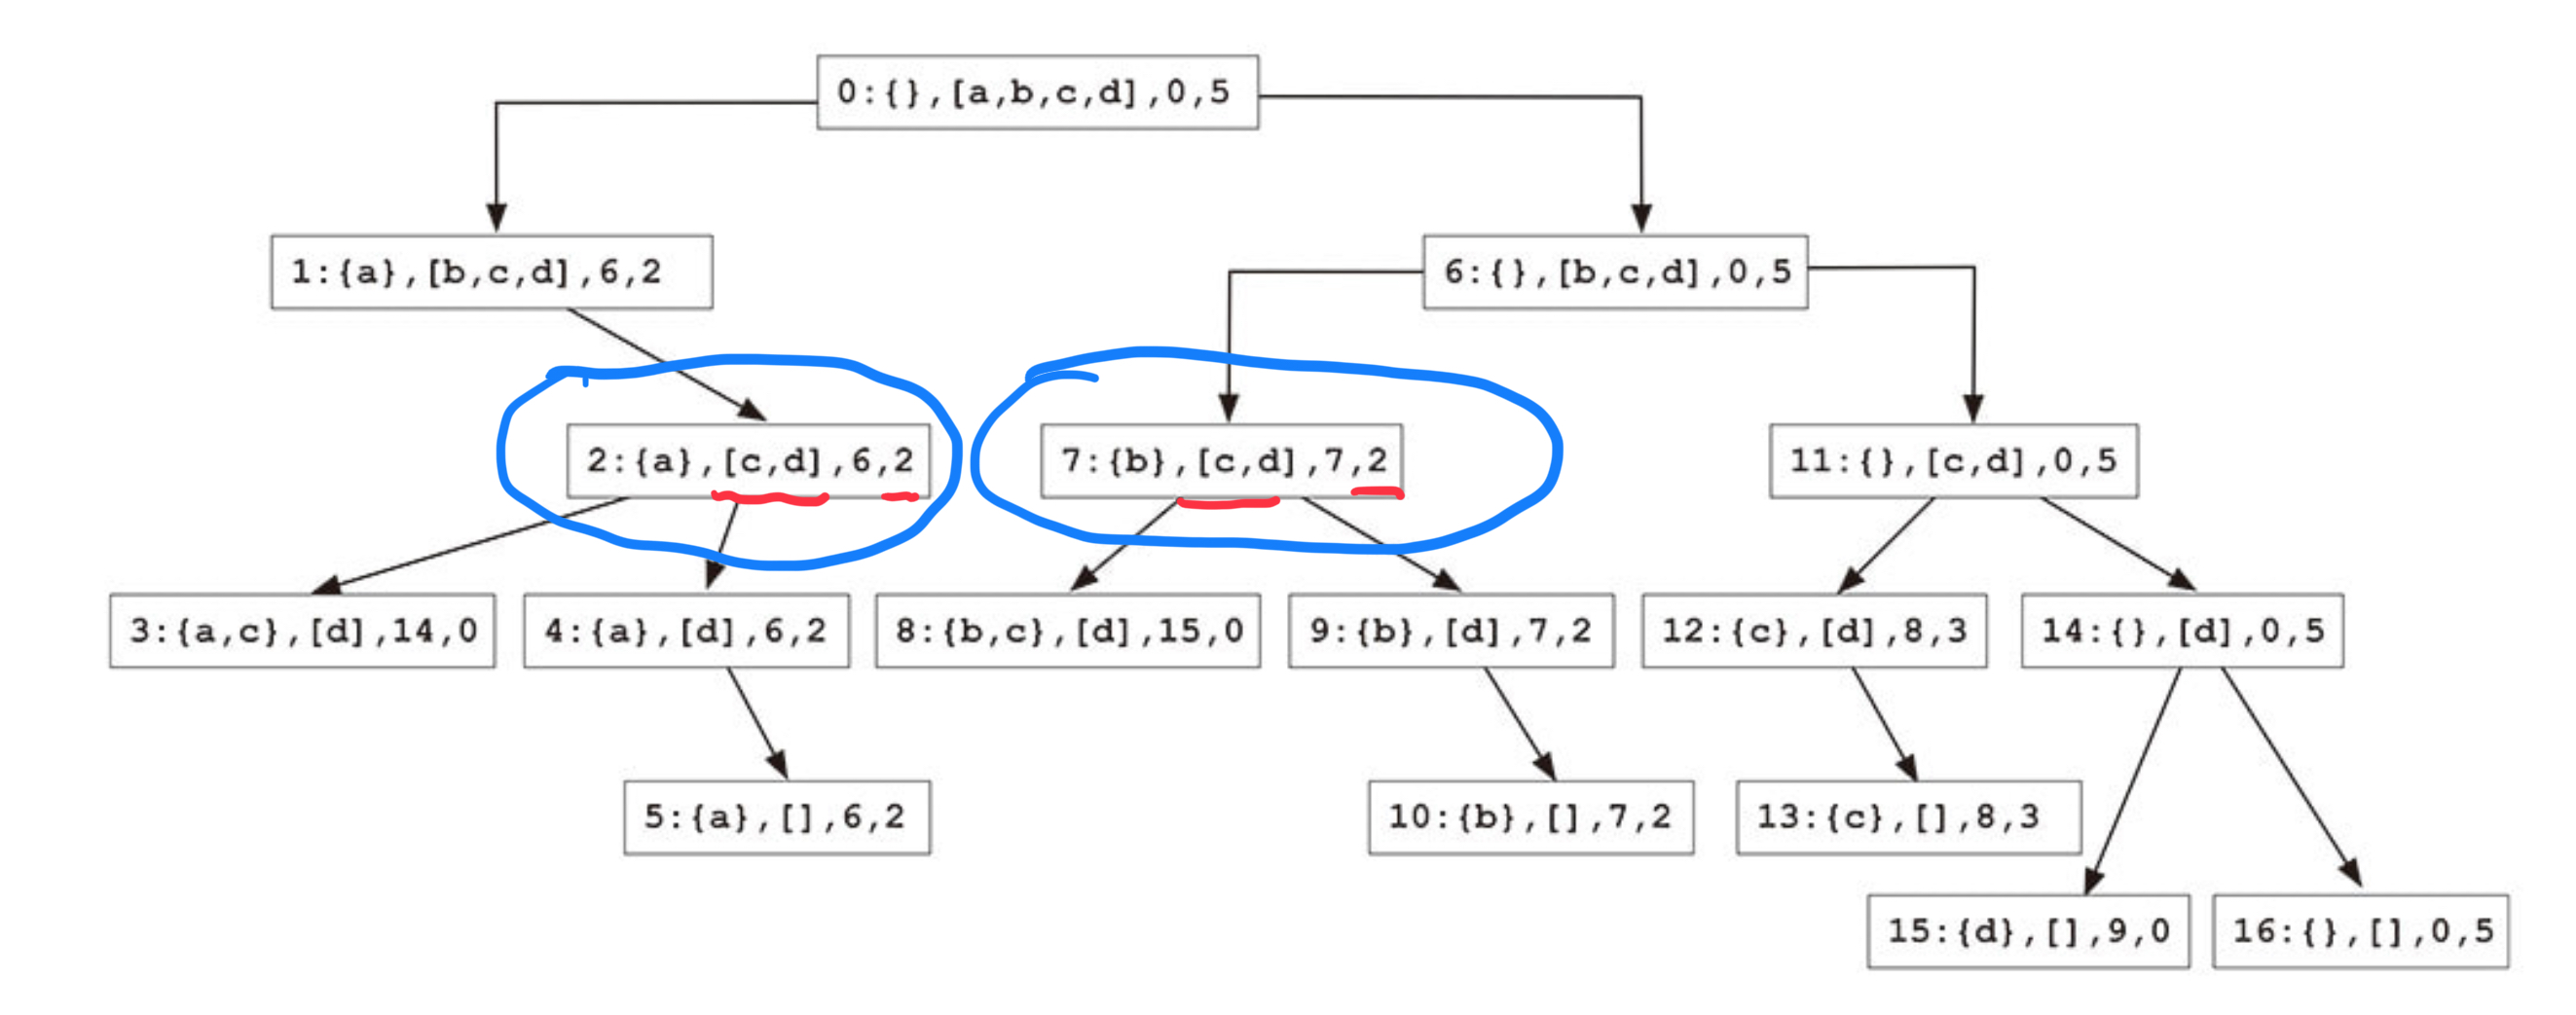 0:{},[a,b,c,d],0,5
1:{a},[b,c,d],6,2
6:{},[b,c,d],0,5
2:{a},[c,d],6,2
7:{b},[c,d],7,2
11:{},[c,d],0,5
3:{a,c},[d],14,0
4:{a},[d],6,2
8:{b,c},[d],15,0
9:{b},[d],7,2
12:{c},[d],8,3
14:{},[d],0,5
5:{a},[],6,2
10:{b},[],7,2
13:{c},[],8,3
15:{d},[],9,0
16:{},[],0,5